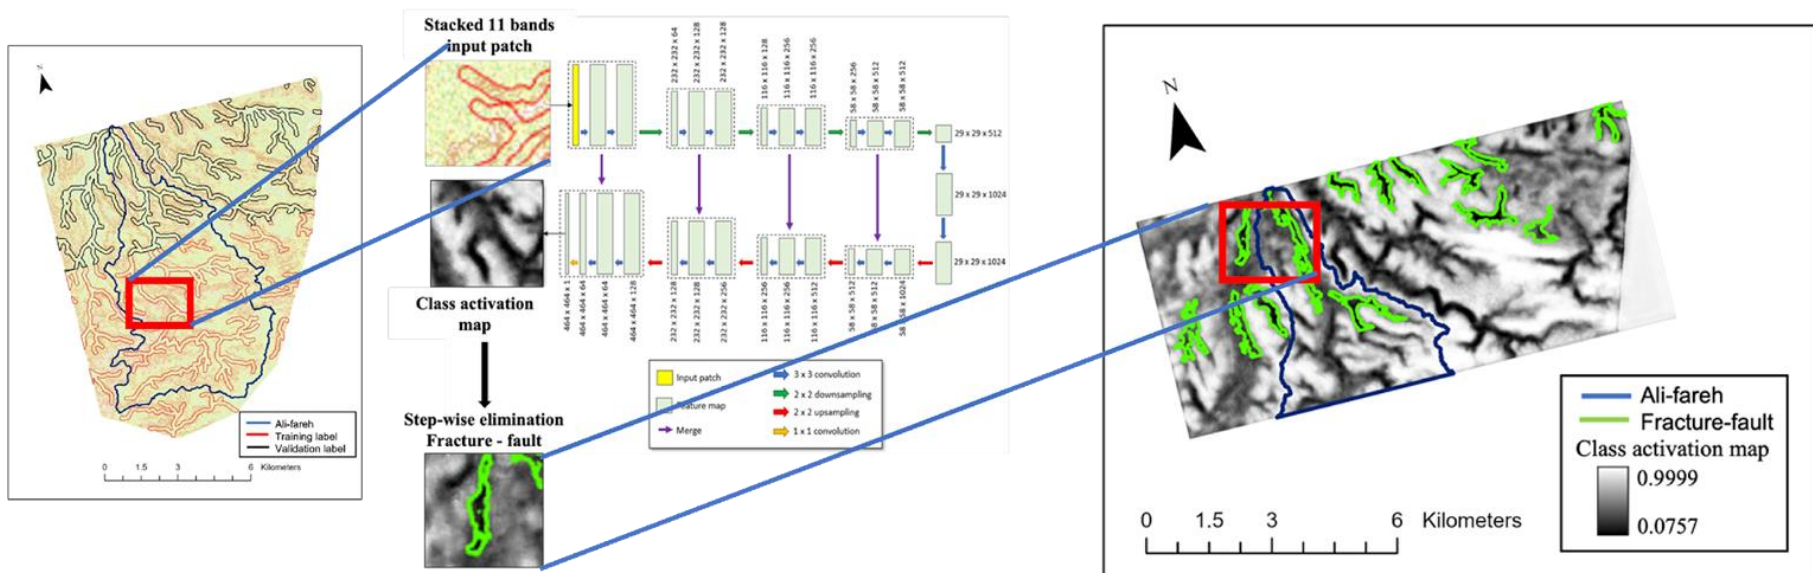 N
Ali-fareh
Training label
Validation label
0 1.5 3 6 Kilometers
Stacked 11 bands
input patch
232 x 232 x 64
232 x 232 x 128
232 x 232 x 128
116 x 116 x 128
116 x 116 x 256
116 x 116 x 256
58 x 58 x 256
58 x 58 x 512
58 x 58 x 512
29 x 29 x 512
29 x 29 x 1024
29 x 29 x 1024
Class activation
map
464 x 464 x 1
464 x 464 x 64
464 x 464 x 64
464 x 464 x 128
232 x 232 x 128
232 x 232 x 128
232 x 232 x 256
116 x 116 x 256
116 x 116 x 256
116 x 116 x 512
58 x 58 x 512
58 x 58 x 512
58 x 58 x 1024
Input patch
Feature map
Merge
3 x 3 convolution
2 x 2 downsampling
2 x 2 upsampling
1 x 1 convolution
Step-wise elimination
Fracture - fault
N
Ali-fareh
Fracture-fault
Class activation map
0.9999
0.0757
0 1.5 3 6 Kilometers